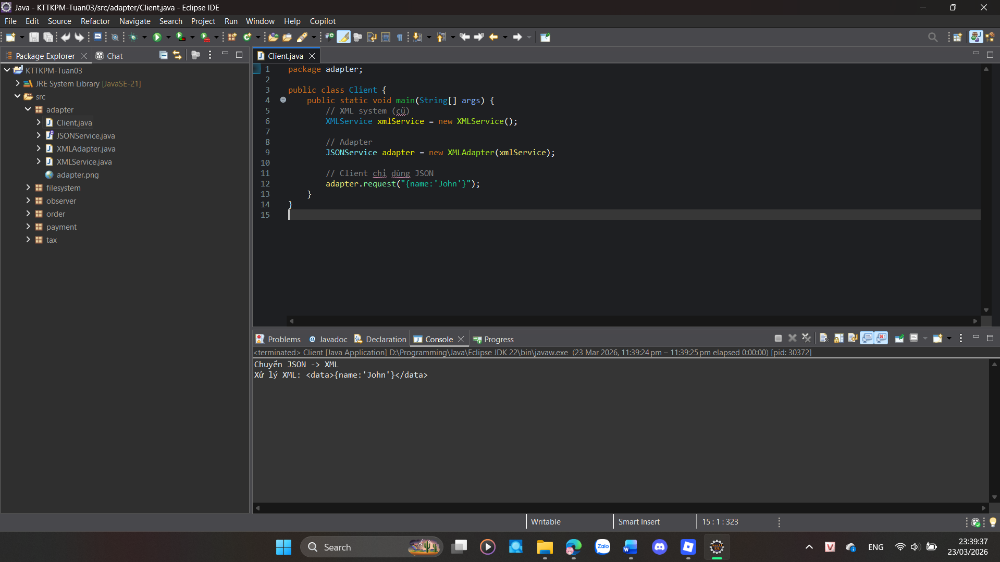 Java - KTTKPM-Tuan03/src/adapter/Client.java - Eclipse IDE
File Edit Source Refactor Navigate Search Project Run Window Help Copilot
Package Explorer
Chat
KTTKPM-Tuan03
JRE System Library [JavaSE-21]
src
adapter
Client.java
JSONService.java
XMLAdapter.java
XMLService.java
adapter.png
filesystem
observer
order
payment
tax
Client.java
1 package adapter;
2
3 public class Client {
4 public static void main(String[] args) {
5 // XML system (cũ)
6 XMLService xmlService = new XMLService();
7
8 // Adapter
9 JSONService adapter = new XMLAdapter(xmlService);
10
11 // Client chỉ dùng JSON
12 adapter.request("{name:'John'}");
13 }
14 }
15
Problems Javadoc Declaration Console Progress
<terminated> Client [Java Application] D:\Programming\Java\Eclipse JDK 22\bin\javaw.exe (23 Mar 2026, 11:39:24 pm – 11:39:25 pm elapsed 0:00:00) [pid: 30372]
Chuyển JSON -> XML
Xử lý XML: <data>{name:'John'}</data>
Writable
Smart Insert
15 : 1 : 323
Search
Zalo
ENG
23:39:37
23/03/2026